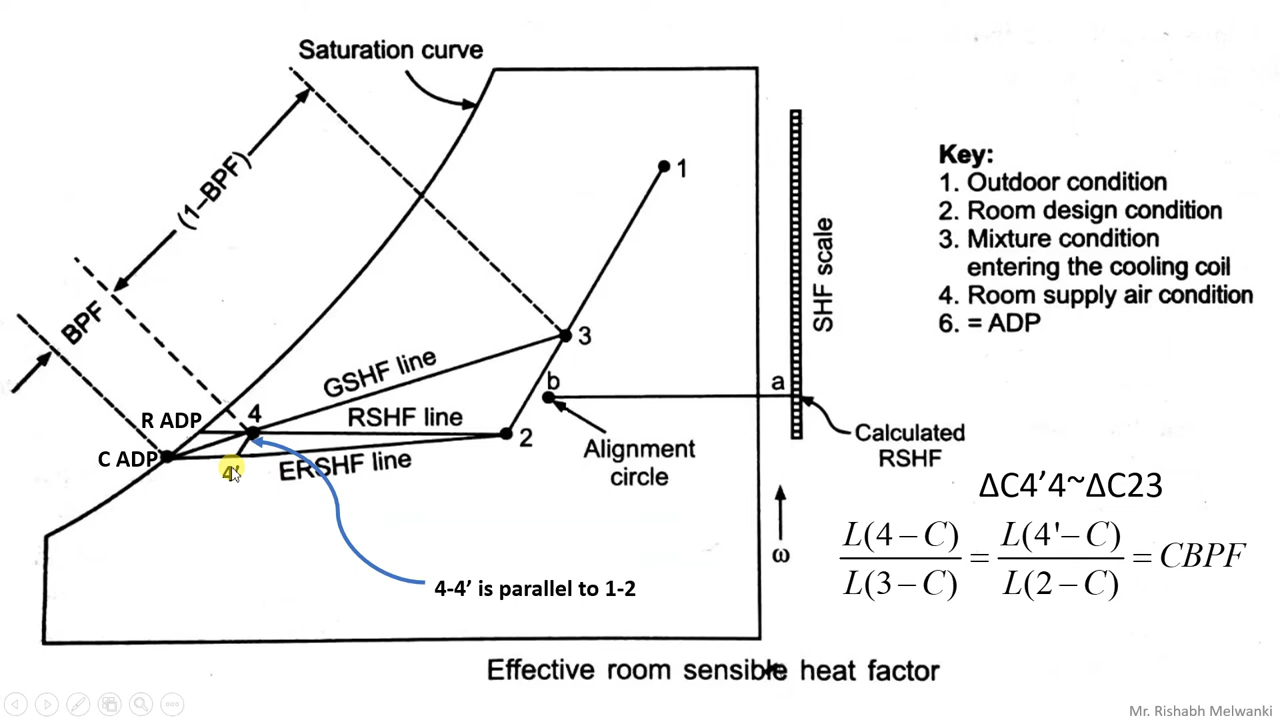 Saturation curve
(1–BPF)
BPF
1
3
2
4
4'
b
a
GSHF line
RSHF line
ERSHF line
R ADP
C ADP
Alignment
circle
SHF scale
Calculated
RSHF
ω
Key:
1. Outdoor condition
2. Room design condition
3. Mixture condition
entering the cooling coil
4. Room supply air condition
6. = ADP
ΔC4’4~ΔC23
L(4−C) / L(3−C) = L(4'−C) / L(2−C) = CBPF
4-4’ is parallel to 1-2
Effective room sensible heat factor
Mr. Rishabh Melwanki